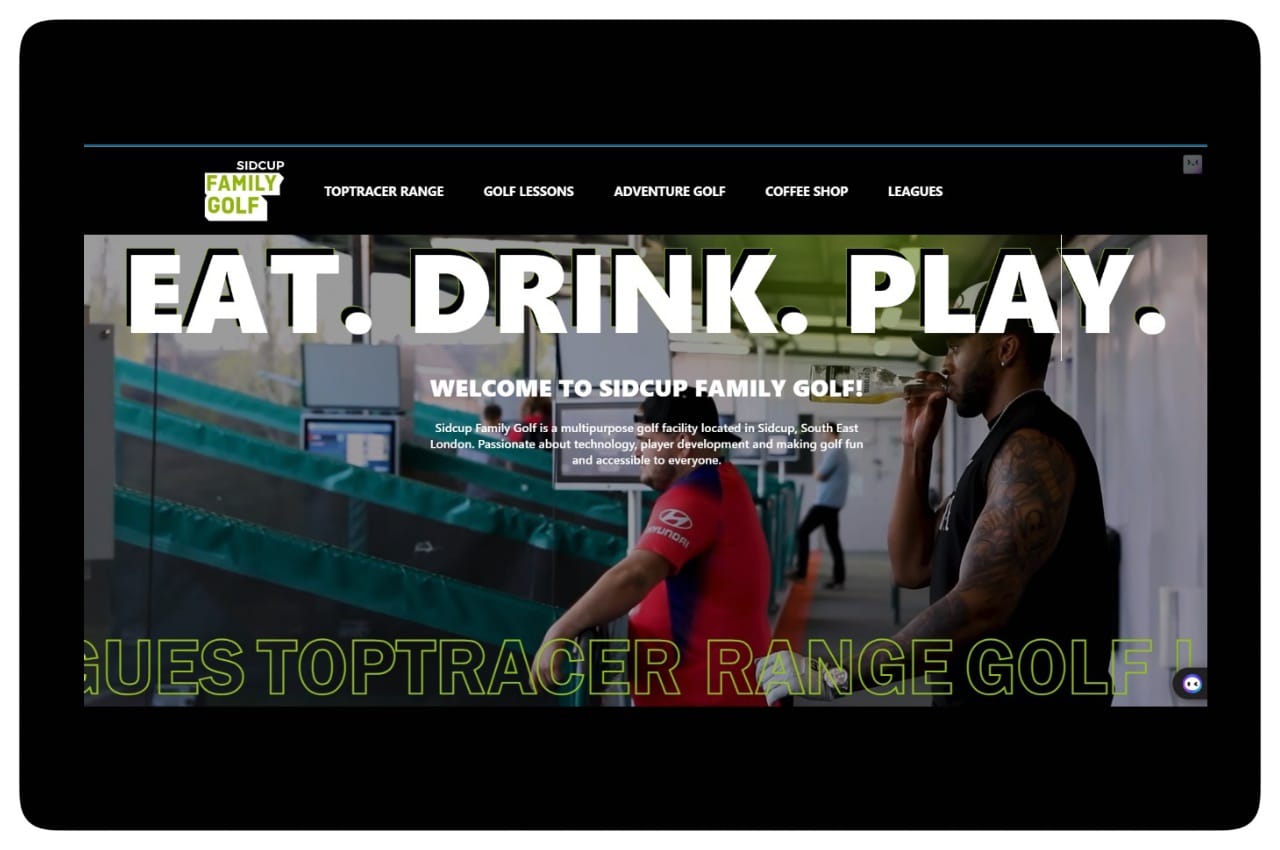 SIDCUP
FAMILY
GOLF
TOPTRACER RANGE
GOLF LESSONS
ADVENTURE GOLF
COFFEE SHOP
LEAGUES
EAT. DRINK. PLAY.
WELCOME TO SIDCUP FAMILY GOLF!
Sidcup Family Golf is a multipurpose golf facility located in Sidcup, South East
London. Passionate about technology, player development and making golf fun
and accessible to everyone.
HYUNDAI
GUES TOPTRACER RANGE GOLF L